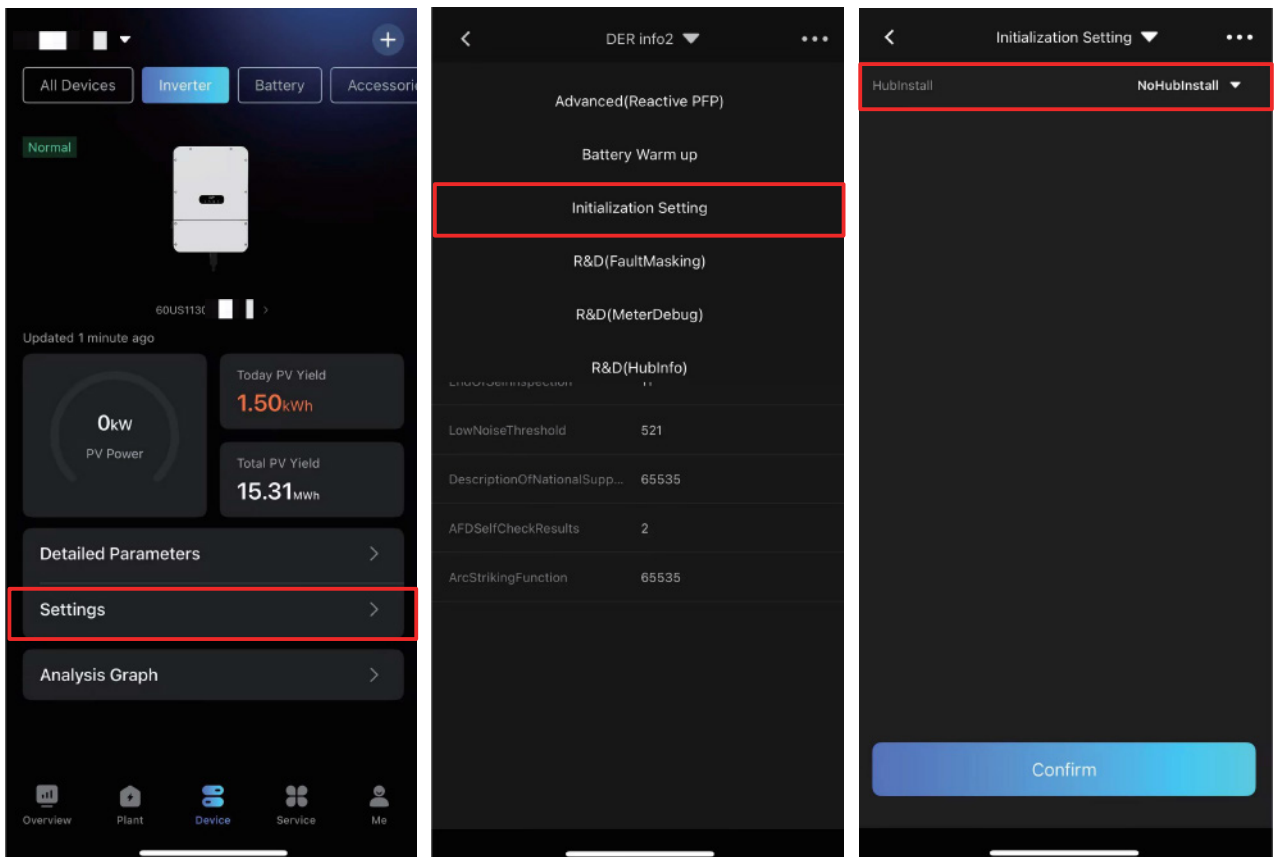 All Devices
Inverter
Battery
Accessorie
Normal
60US113
Updated 1 minute ago
0kW
PV Power
Today PV Yield
1.50kWh
Total PV Yield
15.31MWh
Detailed Parameters
Settings
Analysis Graph
Overview
Plant
Device
Service
Me
DER info2
Advanced(Reactive PFP)
Battery Warm up
Initialization Setting
R&D(FaultMasking)
R&D(MeterDebug)
R&D(HubInfo)
EndOfSelfInspection
LowNoiseThreshold 521
DescriptionOfNationalSupp... 65535
AFDSelfCheckResults 2
ArcStrikingFunction 65535
Initialization Setting
HubInstall NoHubInstall
Confirm